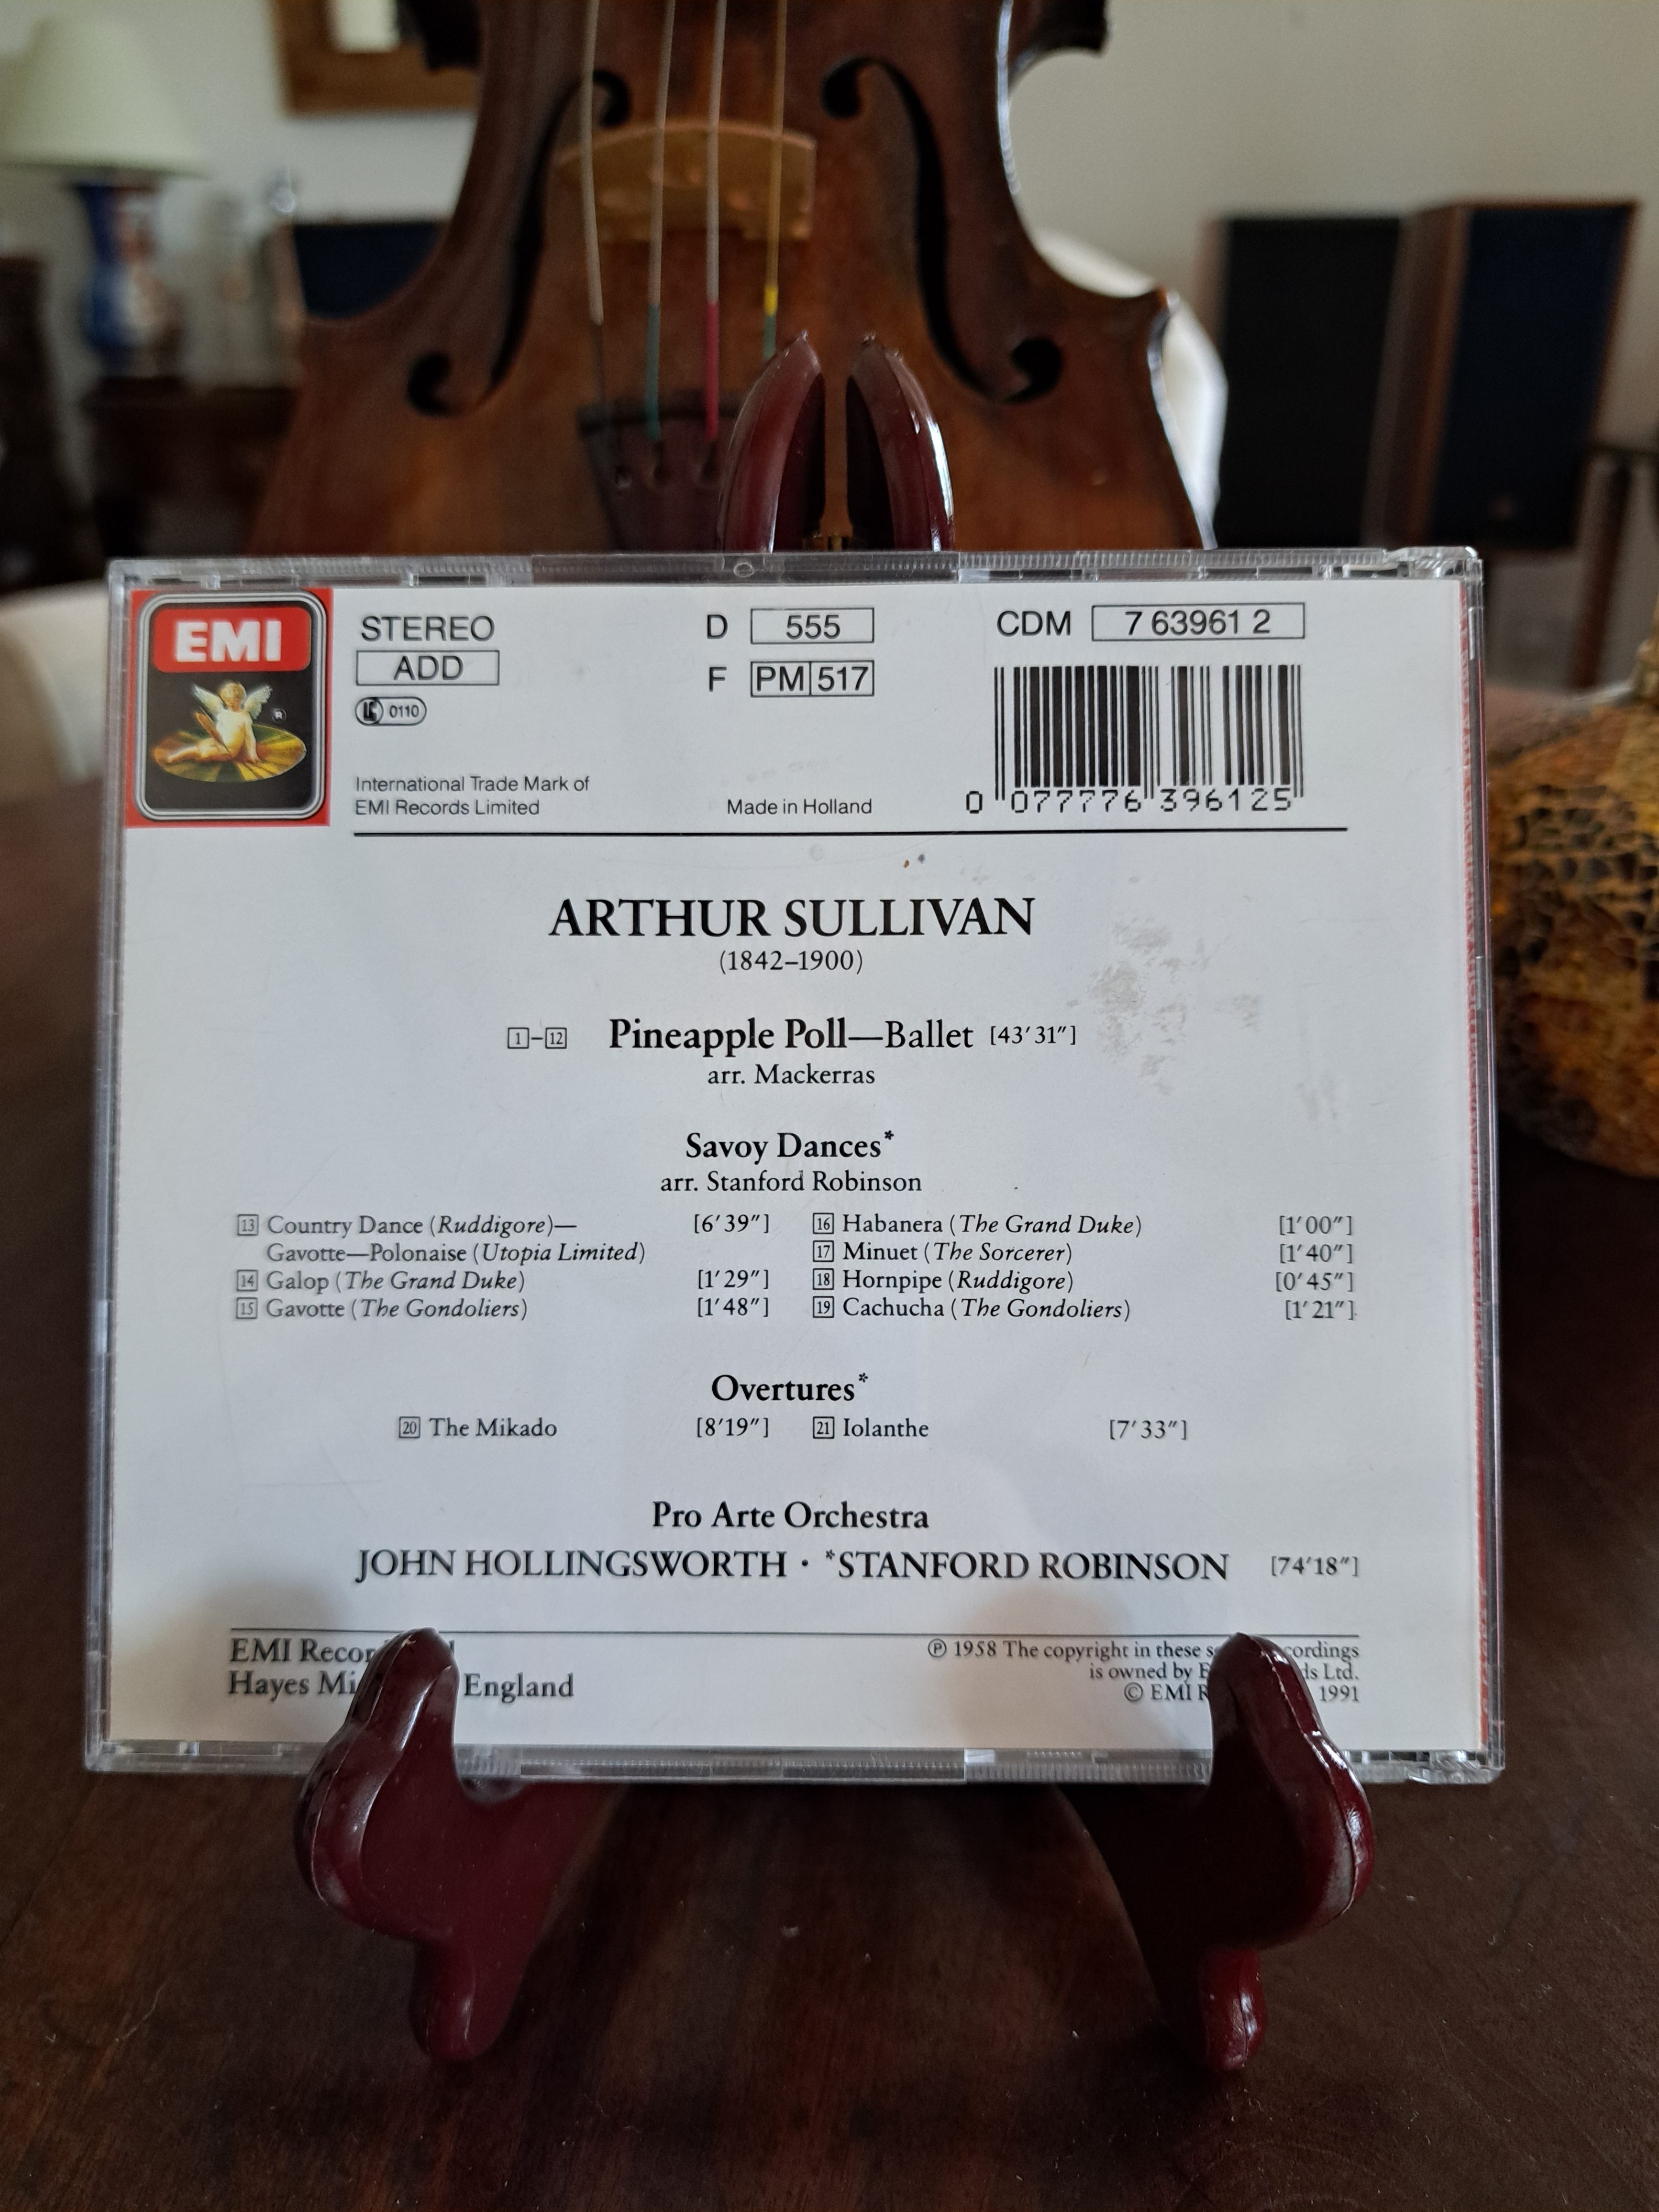 EMI
®
STEREO
ADD
LC 0110
International Trade Mark of
EMI Records Limited
D 555
F PM 517
Made in Holland
CDM 7 63961 2
0 077776 396125
ARTHUR SULLIVAN
(1842–1900)
1–12 Pineapple Poll—Ballet [43′31″]
arr. Mackerras
Savoy Dances*
arr. Stanford Robinson
13 Country Dance (Ruddigore)— [6′39″]
Gavotte—Polonaise (Utopia Limited)
14 Galop (The Grand Duke) [1′29″]
15 Gavotte (The Gondoliers) [1′48″]
16 Habanera (The Grand Duke) [1′00″]
17 Minuet (The Sorcerer) [1′40″]
18 Hornpipe (Ruddigore) [0′45″]
19 Cachucha (The Gondoliers) [1′21″]
Overtures*
20 The Mikado [8′19″] 21 Iolanthe [7′33″]
Pro Arte Orchestra
JOHN HOLLINGSWORTH · *STANFORD ROBINSON [74′18″]
EMI
Hayes England
℗ 1958 The copyright in these
is owned by Ltd.
© EMI 1991